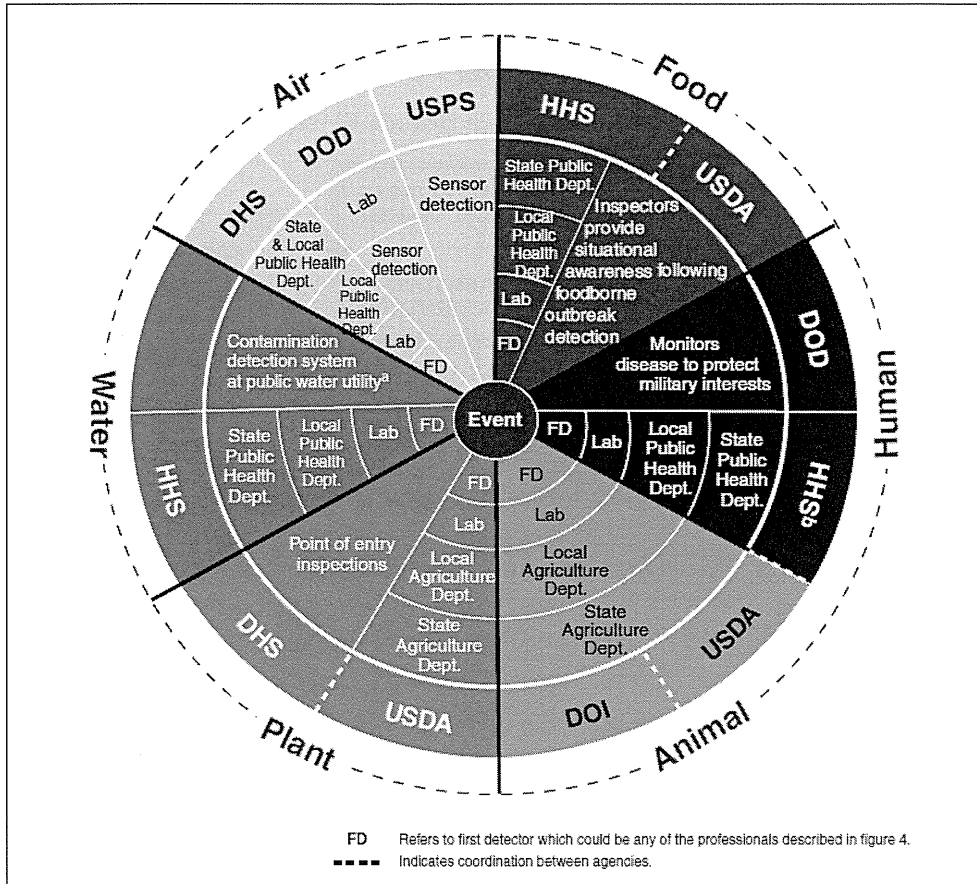 Air
Food
USPS
HHS
DOD
USDA
DHS
State Public
Health Dept.
Sensor
detection
Lab
Inspectors
provide
situational
awareness following
foodborne
outbreak
detection
Local
Public
Health
Dept.
Lab
FD
State
& Local
Public Health
Dept.
Sensor
detection
Local
Public
Health
Dept.
Lab
FD
Contamination
detection system
at public water utilitya
Monitors
disease to protect
military interests
DOD
Human
Water
Event
State
Public
Health
Dept.
Local
Public
Health
Dept.
Lab
FD
FD
Lab
Local
Public
Health
Dept.
State
Public
Health
Dept.
HHS
HHSb
Point of entry
inspections
FD
Lab
Local
Agriculture
Dept.
State
Agriculture
Dept.
FD
Lab
Local
Agriculture
Dept.
State
Agriculture
Dept.
DHS
USDA
DOI
USDA
Plant
Animal
FD Refers to first detector which could be any of the professionals described in figure 4.
Indicates coordination between agencies.